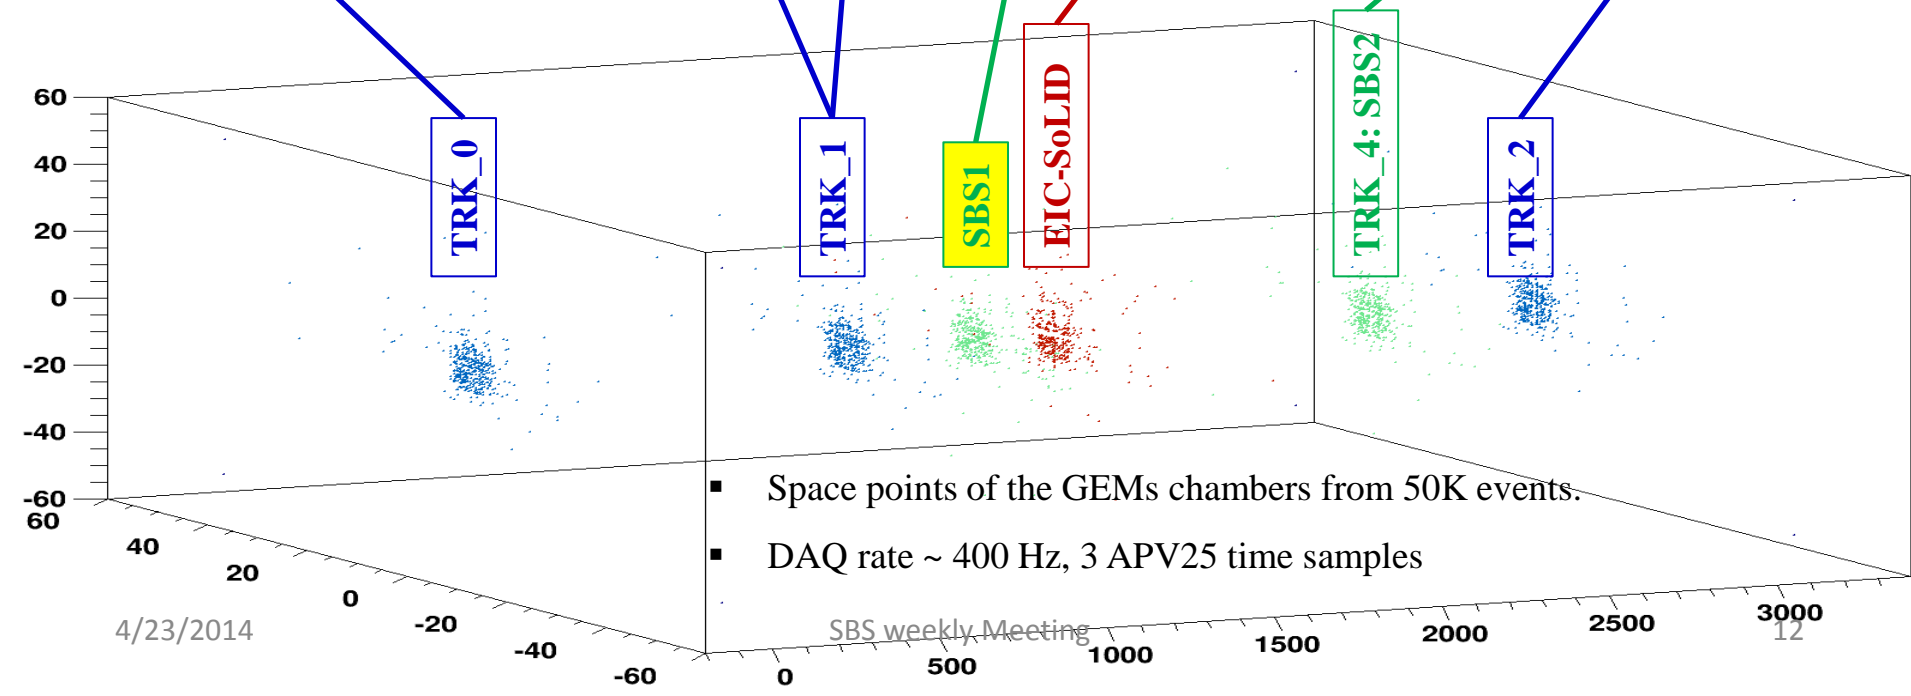 TRK_0
TRK_1
SBS1
EIC-SoLID
TRK_4: SBS2
TRK_2
60
40
20
0
-20
-40
-60
60
40
20
0
-20
-40
-60
0
500
1000
1500
2000
2500
3000
▪ Space points of the GEMs chambers from 50K events.
▪ DAQ rate ~ 400 Hz, 3 APV25 time samples
4/23/2014
SBS weekly Meeting
12